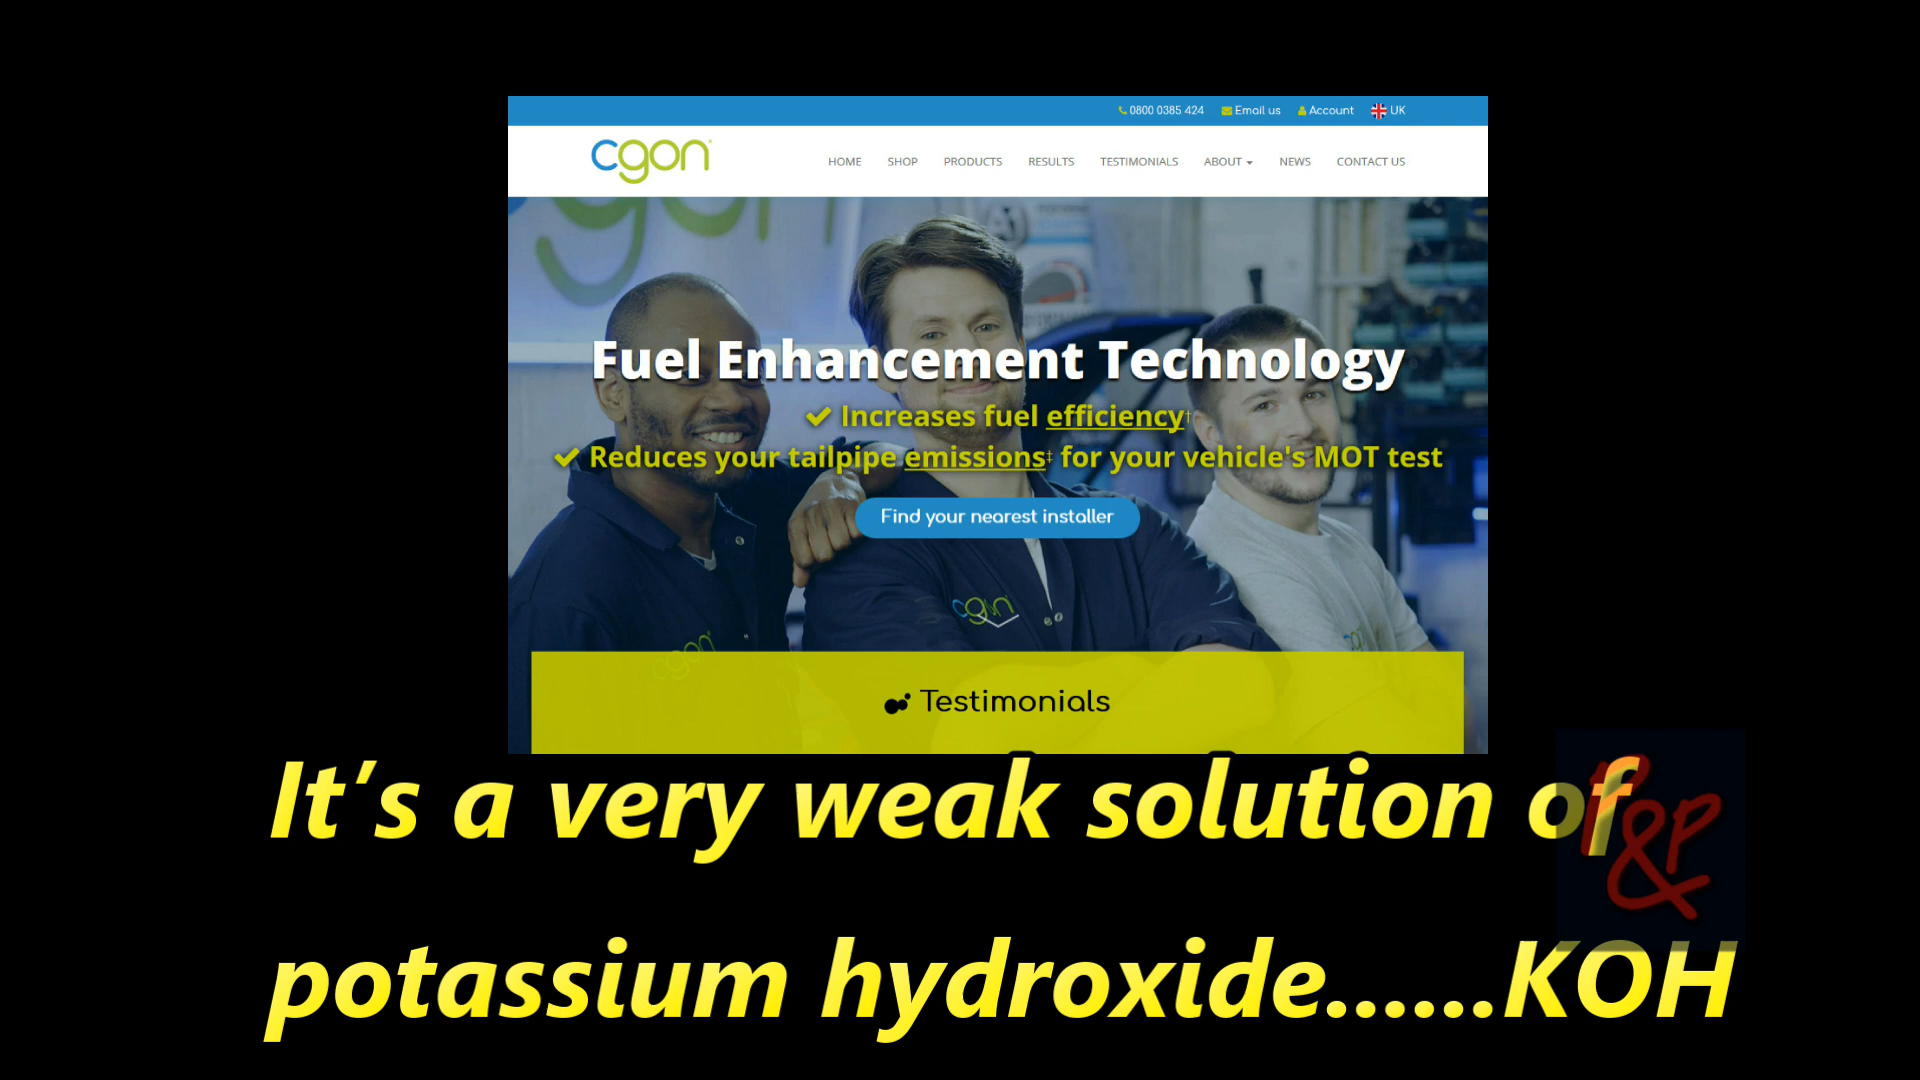 0800 0385 424 Email us Account UK
cgon HOME SHOP PRODUCTS RESULTS TESTIMONIALS ABOUT NEWS CONTACT US
Fuel Enhancement Technology
Increases fuel efficiency†
Reduces your tailpipe emissions‡ for your vehicle's MOT test
Find your nearest installer
cgon
cgon
Testimonials
It’s a very weak solution of
P&P
potassium hydroxide......KOH